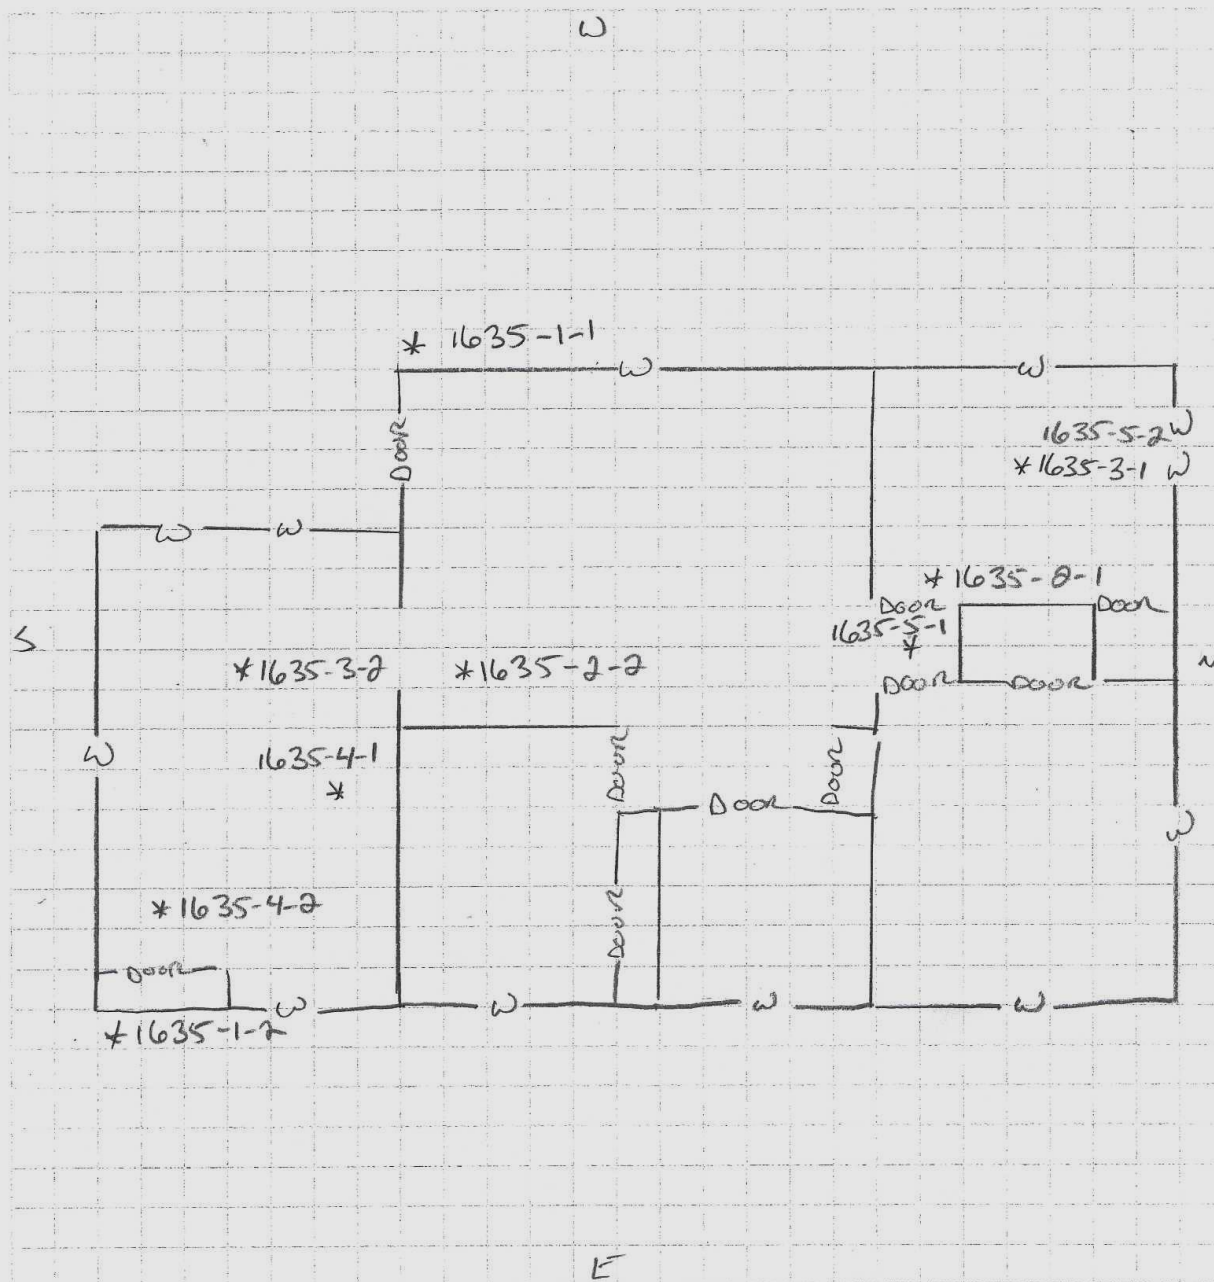 W
* 1635-1-1
W W
DOOR
1635-5-2 W
*1635-3-1 W
W W
*1635-2-1
DOOR DOOR
1635-5-1
*
S
N
*1635-3-2 *1635-2-2
DOOR DOOR
W
1635-4-1
*
DOOR DOOR
DOOR
W
*1635-4-2
DOOR
DOOR
W W W W
*1635-1-2
E